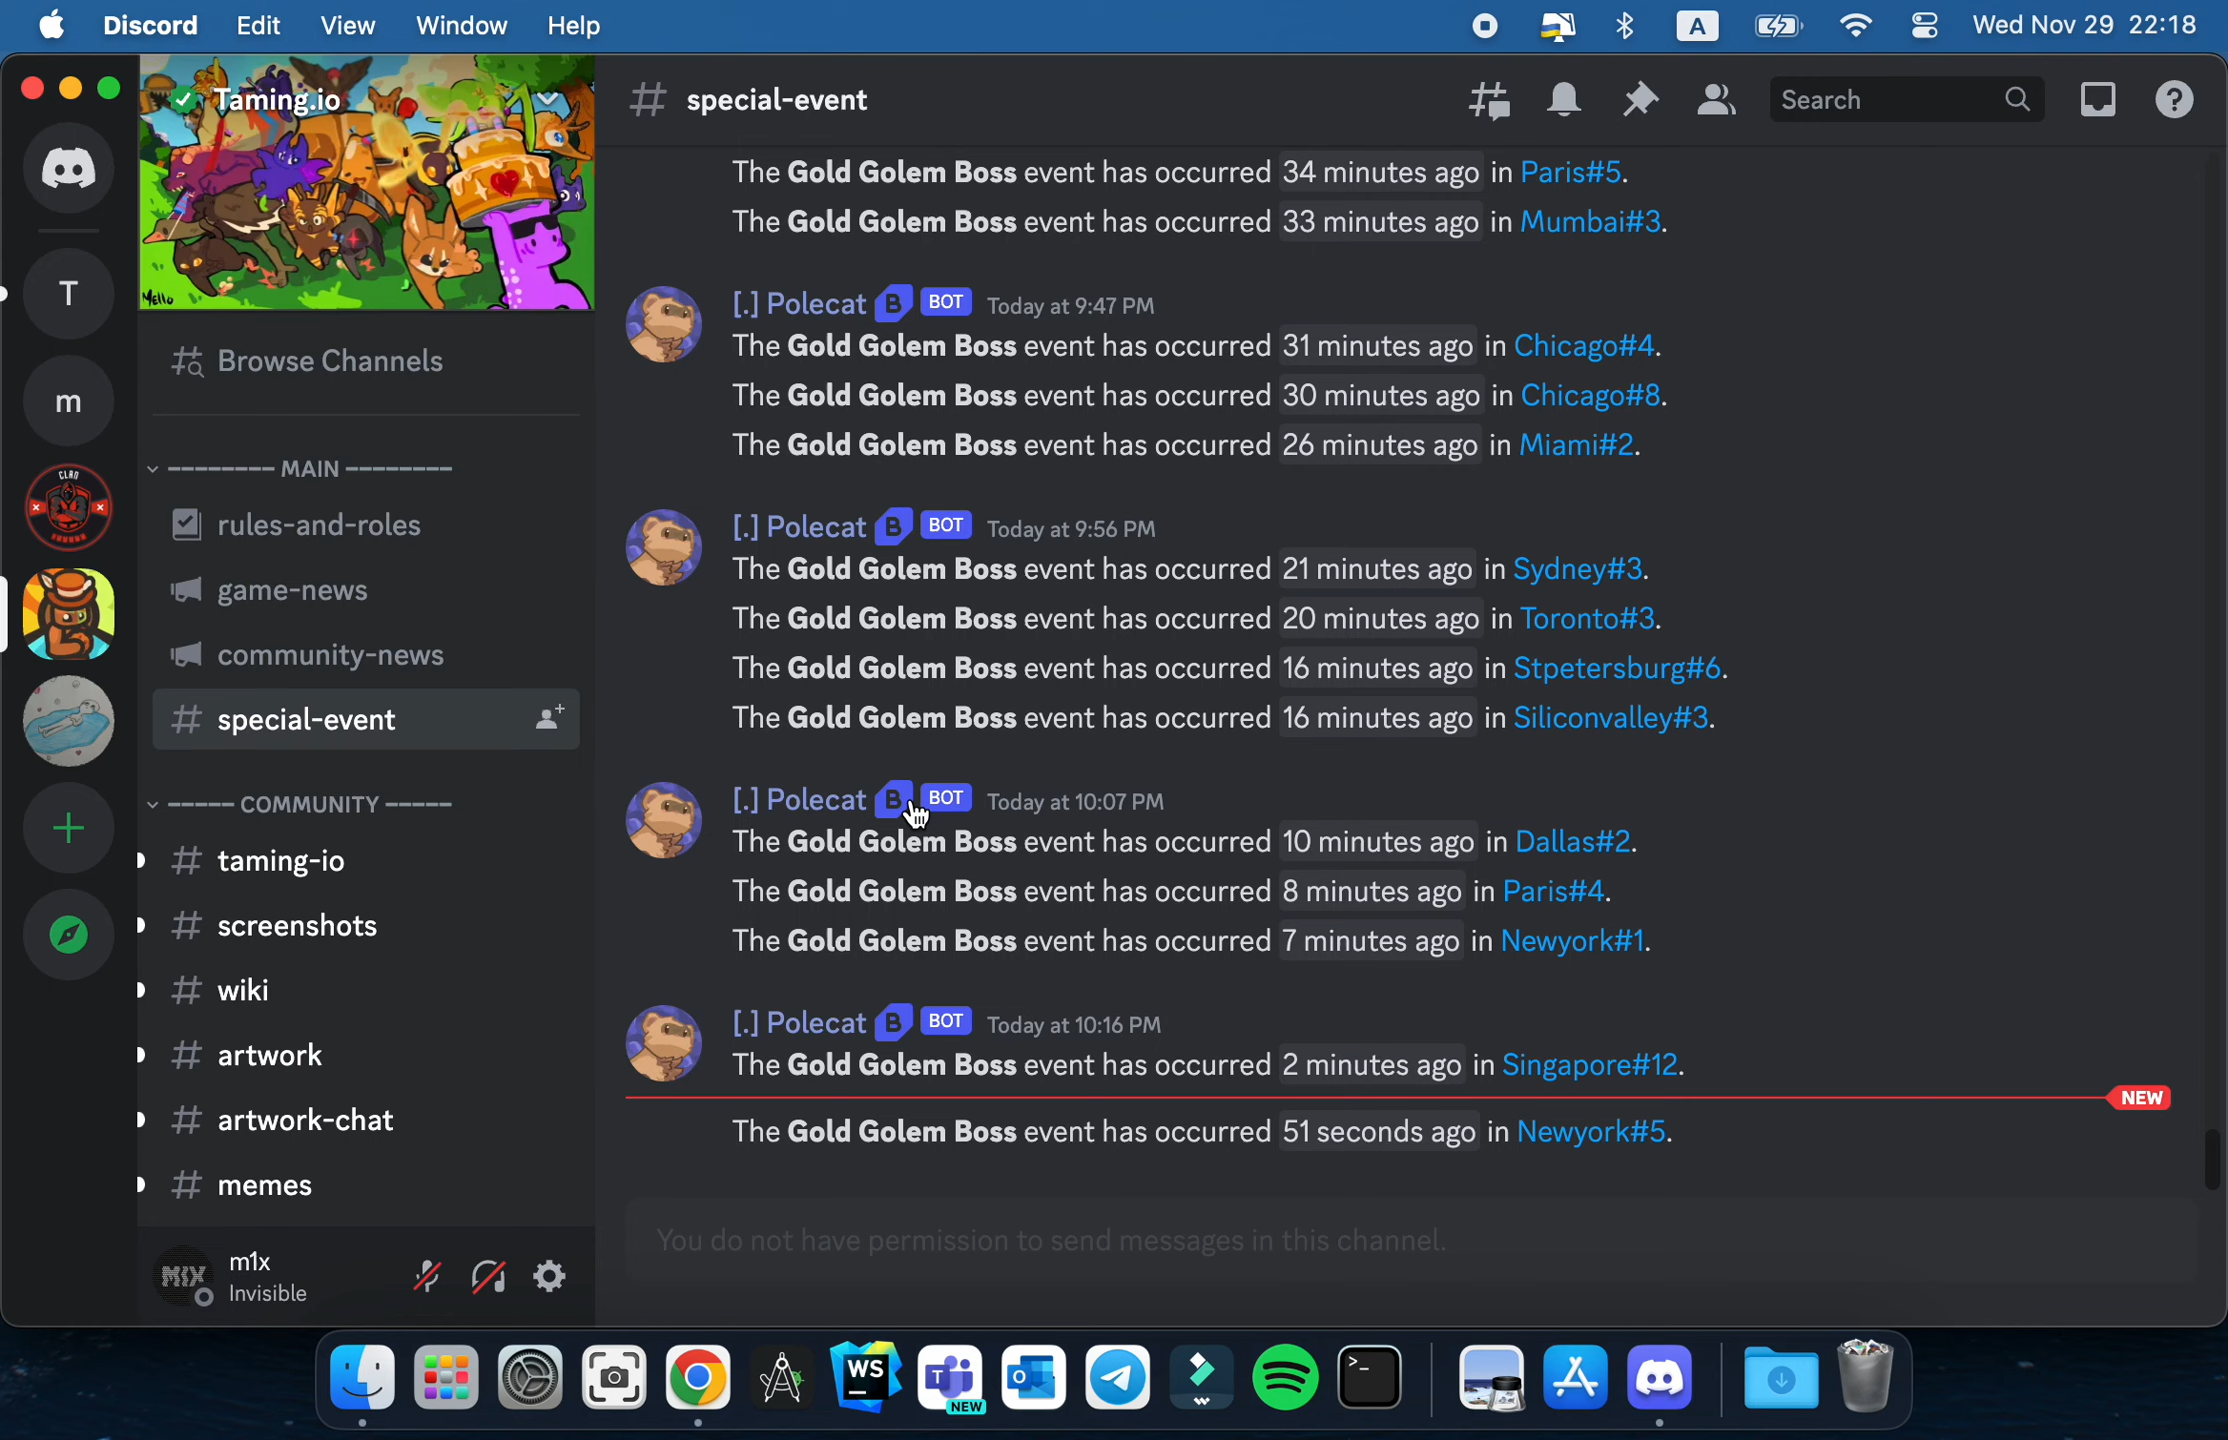 Discord Edit View Window Help A Wed Nov 29 22:18
Taming.io
Mello
# special-event Search
T
m
CLAN
Browse Channels
MAIN
rules-and-roles
game-news
community-news
special-event
COMMUNITY
taming-io
screenshots
wiki
artwork
artwork-chat
memes
MIX m1x
Invisible
The Gold Golem Boss event has occurred 34 minutes ago in Paris#5.
The Gold Golem Boss event has occurred 33 minutes ago in Mumbai#3.
[.] Polecat B BOT Today at 9:47 PM
The Gold Golem Boss event has occurred 31 minutes ago in Chicago#4.
The Gold Golem Boss event has occurred 30 minutes ago in Chicago#8.
The Gold Golem Boss event has occurred 26 minutes ago in Miami#2.
[.] Polecat B BOT Today at 9:56 PM
The Gold Golem Boss event has occurred 21 minutes ago in Sydney#3.
The Gold Golem Boss event has occurred 20 minutes ago in Toronto#3.
The Gold Golem Boss event has occurred 16 minutes ago in Stpetersburg#6.
The Gold Golem Boss event has occurred 16 minutes ago in Siliconvalley#3.
[.] Polecat B BOT Today at 10:07 PM
The Gold Golem Boss event has occurred 10 minutes ago in Dallas#2.
The Gold Golem Boss event has occurred 8 minutes ago in Paris#4.
The Gold Golem Boss event has occurred 7 minutes ago in Newyork#1.
[.] Polecat B BOT Today at 10:16 PM
The Gold Golem Boss event has occurred 2 minutes ago in Singapore#12.
NEW
The Gold Golem Boss event has occurred 51 seconds ago in Newyork#5.
You do not have permission to send messages in this channel.
WS T NEW O >_